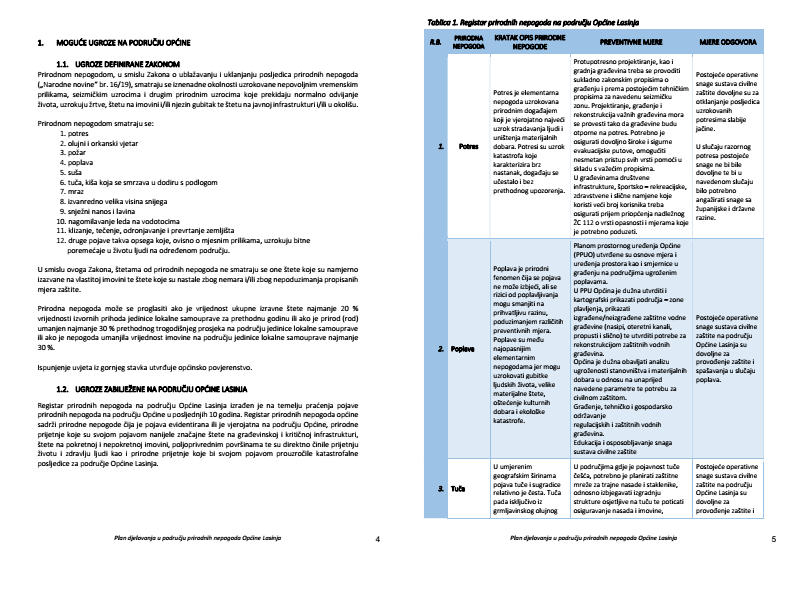 1. MOGUĆE UGROZE NA PODRUČJU OPĆINE
1.1. UGROZE DEFINIRANE ZAKONOM
Prirodnom nepogodom, u smislu Zakona o ublažavanju i uklanjanju posljedica prirodnih nepogoda
(„Narodne novine“ br. 16/19), smatraju se iznenadne okolnosti uzrokovane nepovoljnim vremenskim
prilikama, seizmičkim uzrocima i drugim prirodnim uzrocima koje prekidaju normalno odvijanje
života, uzrokuju žrtve, štetu na imovini i/ili njezin gubitak te štetu na javnoj infrastrukturi i/ili u okolišu.
Prirodnom nepogodom smatraju se:
1. potres
2. olujni i orkanski vjetar
3. požar
4. poplava
5. suša
6. tuča, kiša koja se smrzava u dodiru s podlogom
7. mraz
8. izvanredno velika visina snijega
9. snježni nanos i lavina
10. nagomilavanje leda na vodotocima
11. klizanje, tečenje, odronjavanje i prevrtanje zemljišta
12. druge pojave takva opsega koje, ovisno o mjesnim prilikama, uzrokuju bitne
poremećaje u životu ljudi na određenom području.
U smislu ovoga Zakona, štetama od prirodnih nepogoda ne smatraju se one štete koje su namjerno
izazvane na vlastitoj imovini te štete koje su nastale zbog nemara i/ili zbog nepoduzimanja propisanih
mjera zaštite.
Prirodna nepogoda može se proglasiti ako je vrijednost ukupne izravne štete najmanje 20 %
vrijednosti izvornih prihoda jedinice lokalne samouprave za prethodnu godinu ili ako je prirod (rod)
umanjen najmanje 30 % prethodnog trogodišnjeg prosjeka na području jedinice lokalne samouprave
ili ako je nepogoda umanjila vrijednost imovine na području jedinice lokalne samouprave najmanje
30 %.
Ispunjenje uvjeta iz gornjeg stavka utvrđuje općinsko povjerenstvo.
1.2. UGROZE ZABILJEŽENE NA PODRUČJU OPĆINE LASINJA
Registar prirodnih nepogoda na području Općine Lasinja izrađen je na temelju praćenja pojave
prirodnih nepogoda na području Općine u posljednjih 10 godina. Registar prirodnih nepogoda općine
sadrži prirodne nepogode čija je pojava evidentirana ili je vjerojatna na području Općine, prirodne
prijetnje koje su svojom pojavom nanijele značajne štete na građevinskoj i kritičnoj infrastrukturi,
štete na pokretnoj i nepokretnoj imovini, poljoprivrednim površinama te su direktno činile prijetnju
životu i zdravlju ljudi kao i prirodne prijetnje koje bi svojom pojavom prouzročile katastrofalne
posljedice za područje Općine Lasinja.
Plan djelovanja u području prirodnih nepogoda Općine Lasinja 4
Tablica 1. Registar prirodnih nepogoda na području Općine Lasinja
R.B.
PRIRODNA
NEPOGODA
KRATAK OPIS PRIRODNE
NEPOGODE
PREVENTIVNE MJERE
MJERE ODGOVORA
1.
Potres
Potres je elementarna
nepogoda uzrokovana
prirodnim događajem
koji je vjerojatno najveći
uzrok stradavanja ljudi i
uništenja materijalnih
dobara. Potresi su uzrok
katastrofa koje
karakterizira brz
nastanak, događaju se
učestalo i bez
prethodnog upozorenja.
Protupotresno projektiranje, kao i
gradnja građevina treba se provoditi
sukladno zakonskim propisima o
građenju i prema postojećim tehničkim
propisima za navedenu seizmičku
zonu. Projektiranje, građenje i
rekonstrukcija važnih građevina mora
se provesti tako da građevine budu
otporne na potres. Potrebno je
osigurati dovoljno široke i sigurne
evakuacijske putove, omogućiti
nesmetan pristup svih vrsti pomoći u
skladu s važećim propisima.
U građevinama društvene
infrastrukture, športsko – rekreacijske,
zdravstvene i slične namjene koje
koristi veći broj korisnika treba
osigurati prijem priopćenja nadležnog
ŽC 112 o vrsti opasnosti i mjerama koje
je potrebno poduzeti.
Postojeće operativne
snage sustava civilne
zaštite dovoljne su za
otklanjanje posljedica
uzrokovanih
potresima slabije
jačine.
U slučaju razornog
potresa postojeće
snage ne bi bile
dovoljne te bi u
navedenom slučaju
bilo potrebno
angažirati snage sa
županijske i državne
razine.
2.
Poplava
Poplava je prirodni
fenomen čija se pojava
ne može izbjeći, ali se
rizici od poplavljivanja
mogu smanjiti na
prihvatljivu razinu,
poduzimanjem različitih
preventivnih mjera.
Poplave su među
najopasnijim
elementarnim
nepogodama jer mogu
uzrokovati gubitke
ljudskih života, velike
materijalne štete,
oštećenje kulturnih
dobara i ekološke
katastrofe.
Planom prostornog uređenja Općine
(PPUO) utvrđene su osnove mjera i
uređenja prostora kao i smjernice u
građenju na područjima ugroženim
poplavama.
U PPU Općina je dužna utvrditi i
kartografski prikazati područja – zone
plavljenja, prikazati
izgrađene/neizgrađene zaštitne vodne
građevine (nasipi, oteretni kanali,
propusti i slično) te utvrditi potrebe za
rekonstrukcijom zaštitnih vodnih
građevina.
Općina je dužna obavljati analizu
ugroženosti stanovništva i materijalnih
dobara u odnosu na unaprijed
navedene parametre te potrebu za
civilnom zaštitom.
Građenje, tehničko i gospodarsko
održavanje
regulacijskih i zaštitnih vodnih
građevina.
Edukacija i osposobljavanje snaga
sustava civilne zaštite
Postojeće operativne
snage sustava civilne
zaštite na području
Općine Lasinja su
dovoljne za
provođenje zaštite i
spašavanja u slučaju
poplava.
3.
Tuča
U umjerenim
geografskim širinama
pojava tuče i sugradice
relativno je česta. Tuča
pada isključivo iz
grmljavinskog olujnog
U područjima gdje je pojavnost tuče
češća, potrebno je planirati zaštitne
mreže za trajne nasade i staklenike,
odnosno izbjegavati izgradnju
strukture osjetljive na tuču te poticati
osiguravanje nasada i imovine,
Postojeće operativne
snage sustava civilne
zaštite na području
Općine Lasinja su
dovoljne za
provođenje zaštite i
Plan djelovanja u području prirodnih nepogoda Općine Lasinja 5